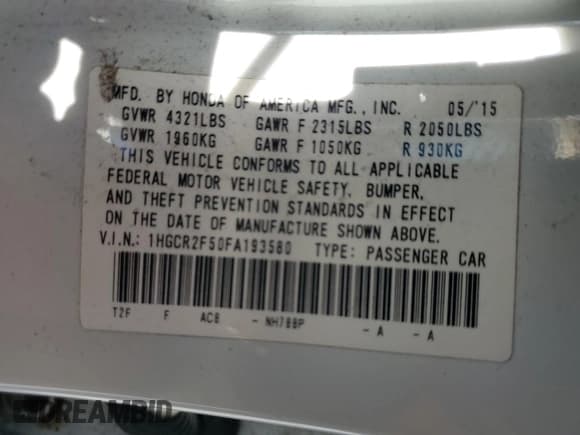 MFD. BY HONDA OF AMERICA MFG., INC. 05/'15
GVWR 4321LBS GAWR F 2315LBS R 2050LBS
GVWR 1960KG GAWR F 1050KG R 930KG
THIS VEHICLE CONFORMS TO ALL APPLICABLE
FEDERAL MOTOR VEHICLE SAFETY, BUMPER,
AND THEFT PREVENTION STANDARDS IN EFFECT
ON THE DATE OF MANUFACTURE SHOWN ABOVE.
V.I.N.: 1HGCR2F50FA193580 TYPE: PASSENGER CAR
T2F F AC8 - NH788P - A - A
DREAMBID